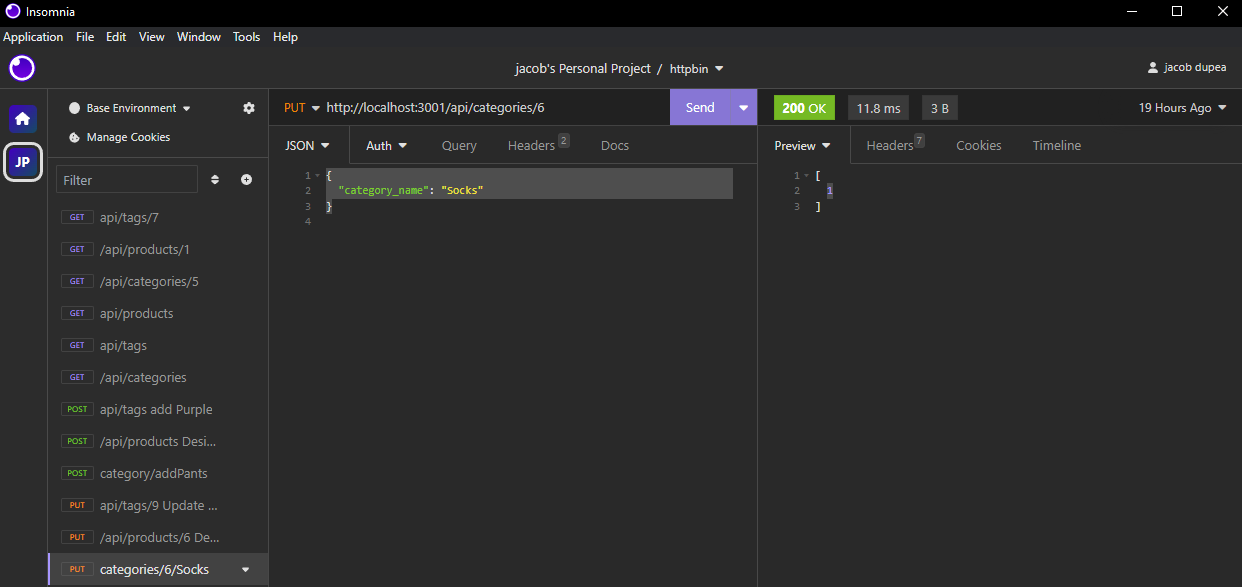 Insomnia
Application File Edit View Window Tools Help
jacob's Personal Project / httpbin
jacob dupea
Base Environment
Manage Cookies
JP
Filter
GET api/tags/7
GET /api/products/1
GET /api/categories/5
GET api/products
GET api/tags
GET /api/categories
POST api/tags add Purple
POST /api/products Desi...
POST category/addPants
PUT api/tags/9 Update ...
PUT /api/products/6 De...
PUT categories/6/Socks
PUT http://localhost:3001/api/categories/6 Send
JSON Auth Query Headers 2 Docs
1 {
2 "category_name": "Socks"
3 }
4
200 OK 11.8 ms 3 B 19 Hours Ago
Preview Headers 7 Cookies Timeline
1 [
2 1
3 ]